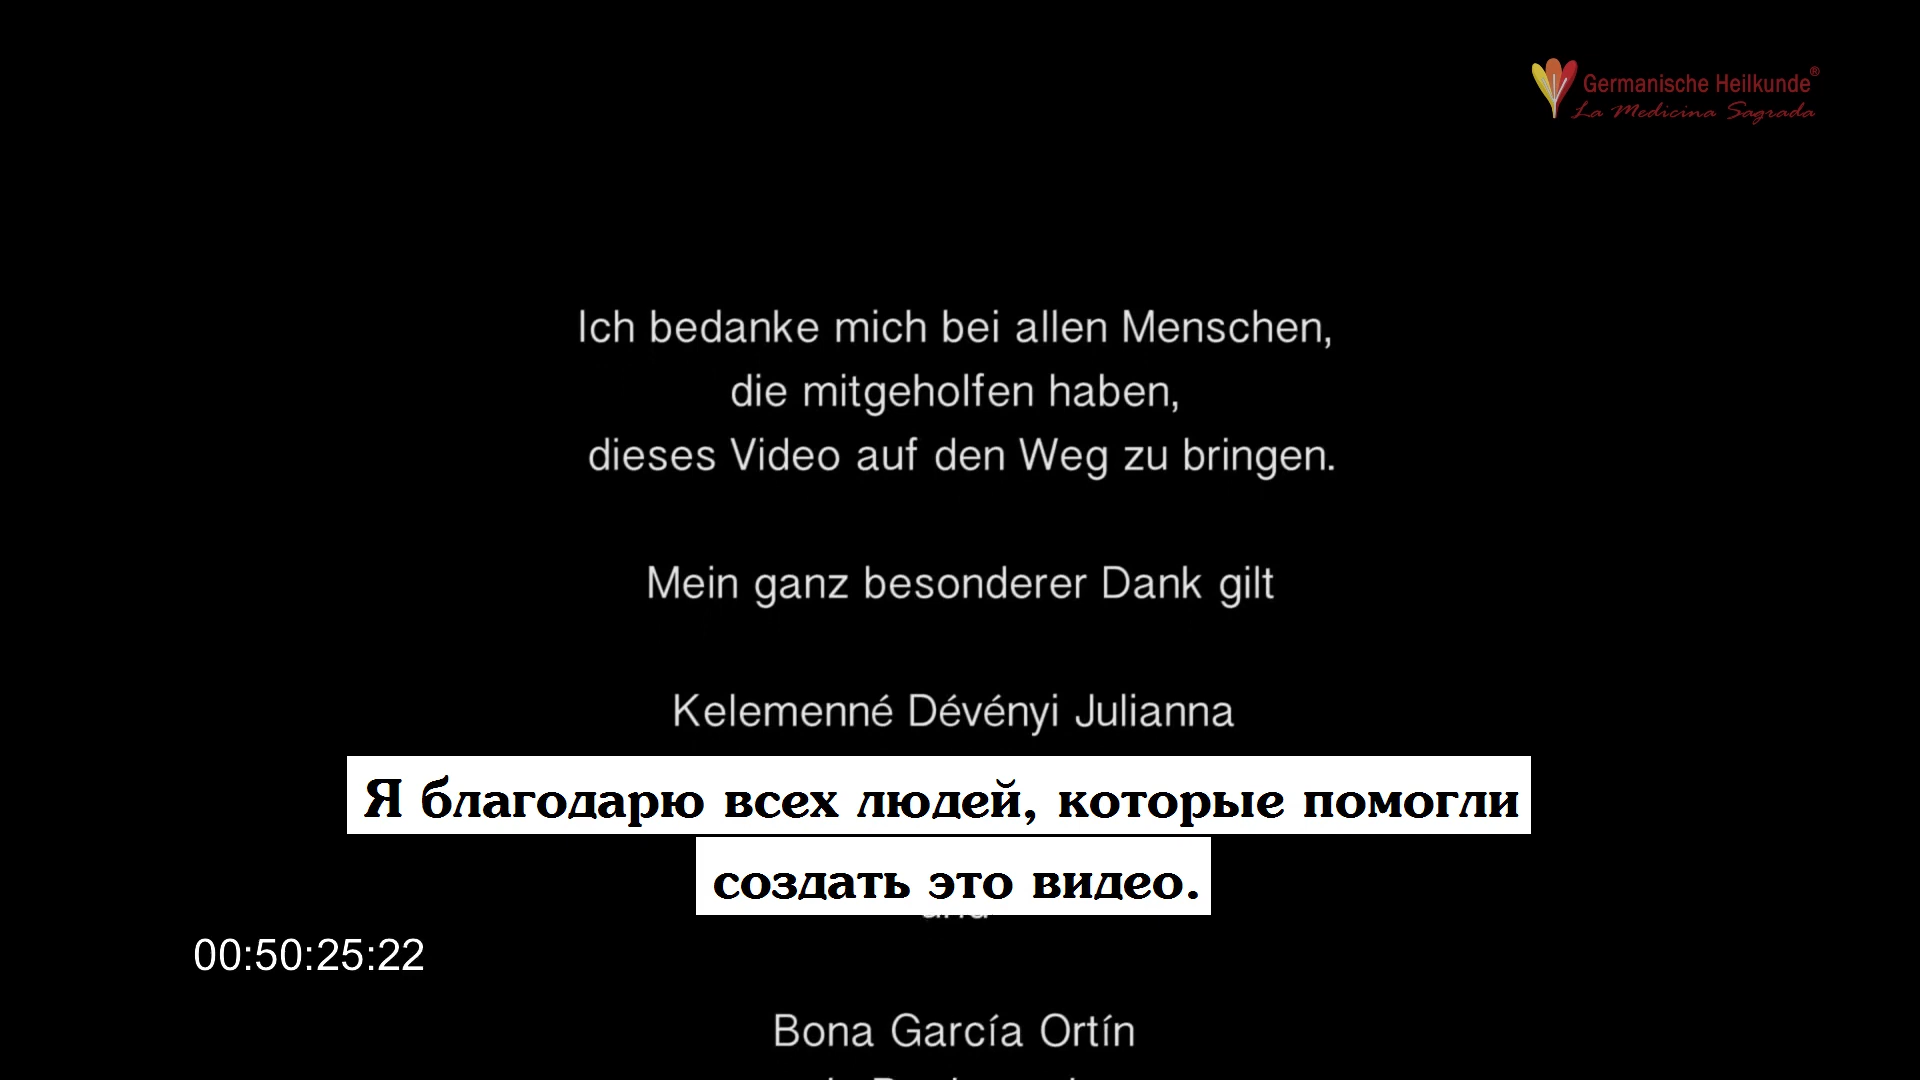 Germanische Heilkunde®
La Medicina Sagrada
Ich bedanke mich bei allen Menschen,
die mitgeholfen haben,
dieses Video auf den Weg zu bringen.
Mein ganz besonderer Dank gilt
Kelemenné Dévényi Julianna
Я благодарю всех людей, которые помогли
создать это видео.
00:50:25:22
Bona García Ortín